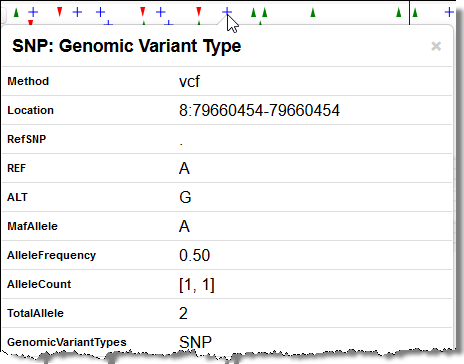 SNP: Genomic Variant Type ×
Method vcf
Location 8:79660454-79660454
RefSNP .
REF A
ALT G
MafAllele A
AlleleFrequency 0.50
AlleleCount [1, 1]
TotalAllele 2
GenomicVariantTypes SNP